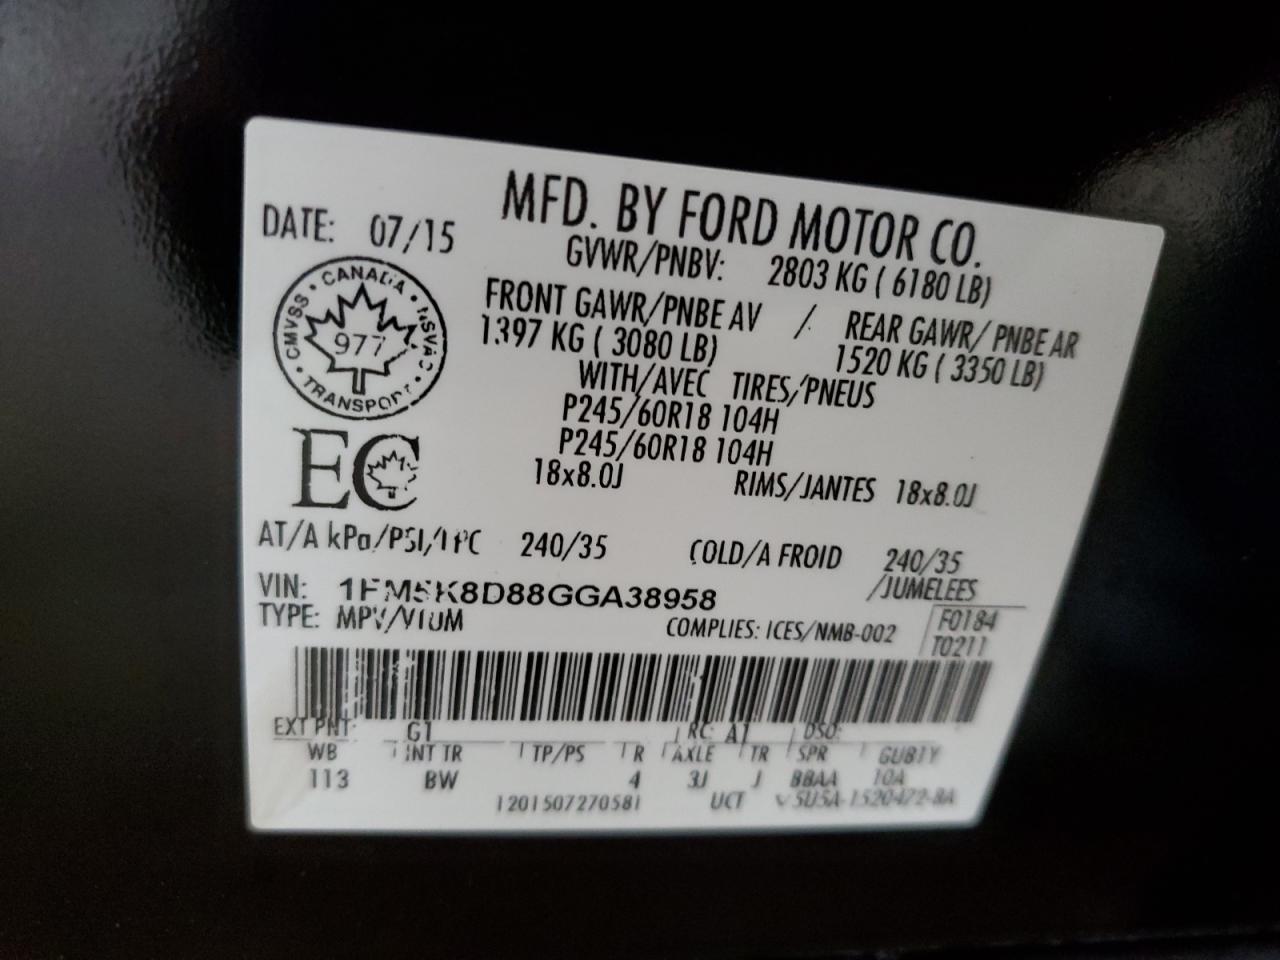 MFD. BY FORD MOTOR CO.
DATE: 07/15
GVWR/PNBV: 2803 KG ( 6180 LB)
FRONT GAWR/PNBE AV / REAR GAWR/ PNBE AR
1397 KG ( 3080 LB) 1520 KG ( 3350 LB)
WITH/AVEC TIRES/PNEUS
P245/60R18 104H
P245/60R18 104H
18x8.0J RIMS/JANTES 18x8.0J
CANADA
CMVSS • NSVAC
977
TRANSPORT
EC
AT/A kPa/PSI/LPC 240/35 COLD/A FROID 240/35
VIN: 1FM5K8D88GGA38958 /JUMELEES
TYPE: MPV/VTUM COMPLIES: ICES/NMB-002
F0184
T0211
EXT PNT: G1 RC: A1 DSO:
WB INT TR TP/PS R AXLE TR SPR
113 BW 4 3J J BBAA
1201507270581 UCT